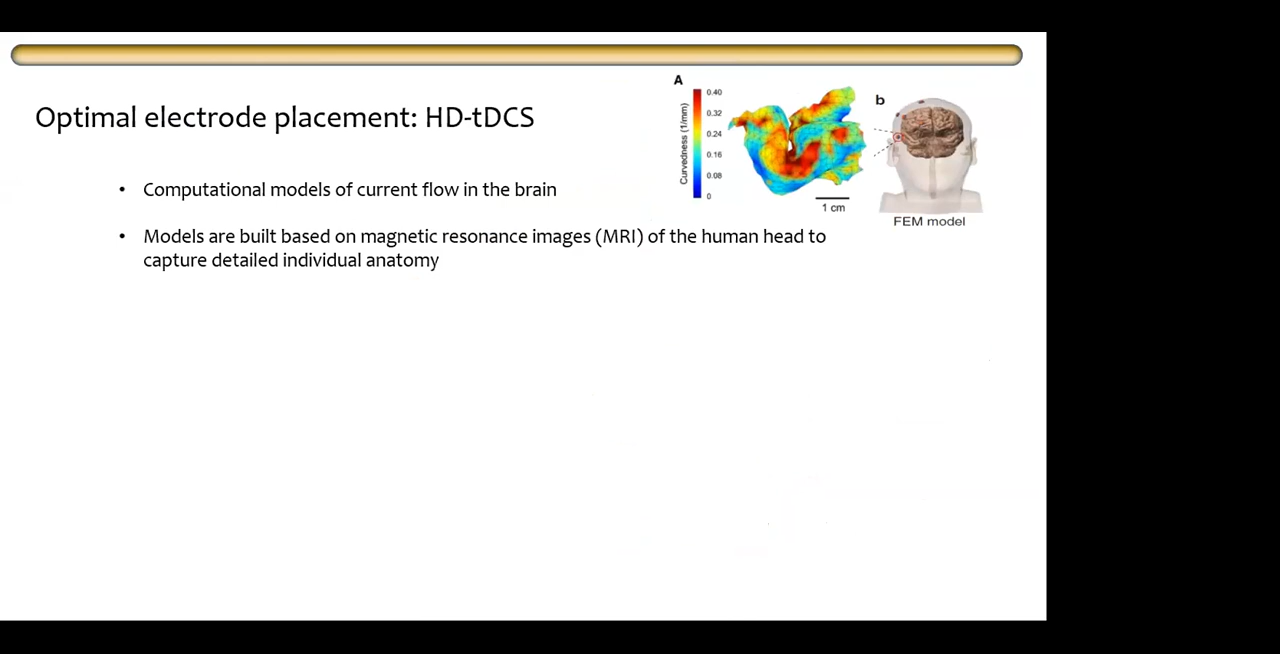 Optimal electrode placement: HD-tDCS
• Computational models of current flow in the brain
• Models are built based on magnetic resonance images (MRI) of the human head to
capture detailed individual anatomy
A
Curvedness (1/mm)
0.40
0.32
0.24
0.16
0.08
0
1 cm
b
FEM model